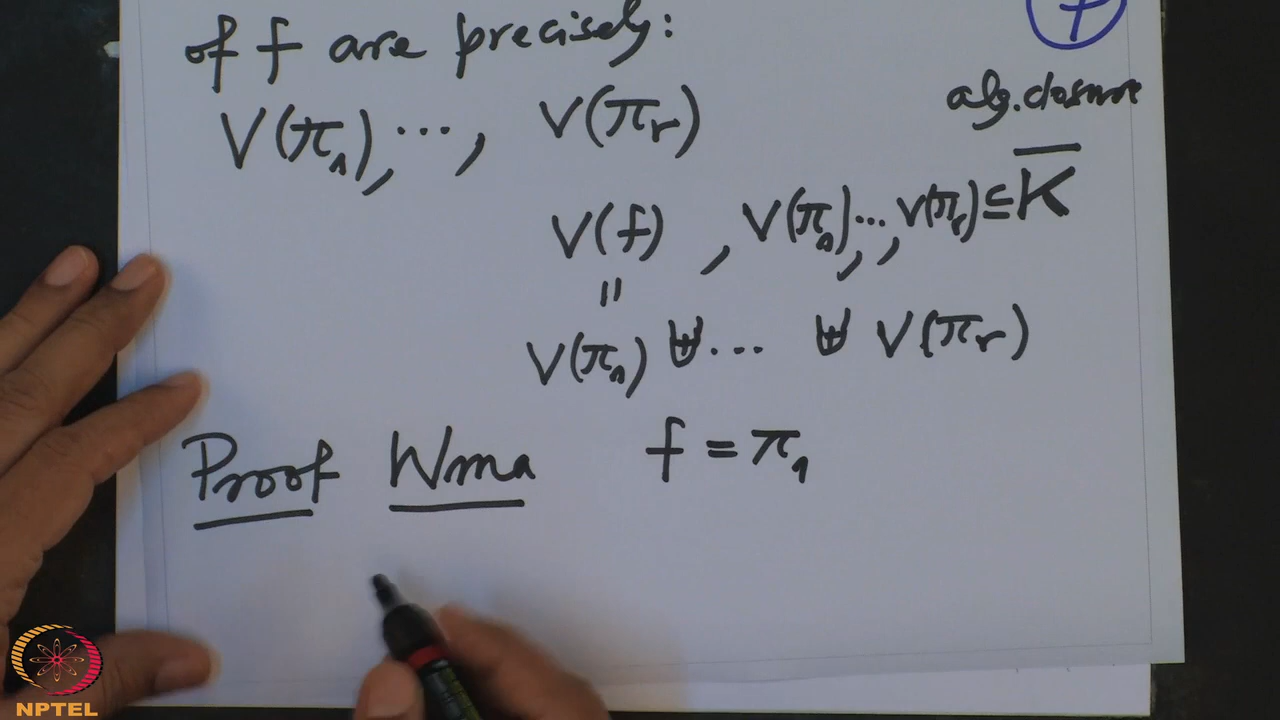 of f are precisely:
V(π₁), ⋯, V(πᵣ)
alg. closure
V(f), V(π₁), ⋯, V(πᵣ) ⊆ K̅
॥
V(π₁) ⊎ ⋯ ⊎ V(πᵣ)
Proof Wma f = π₁
NPTEL